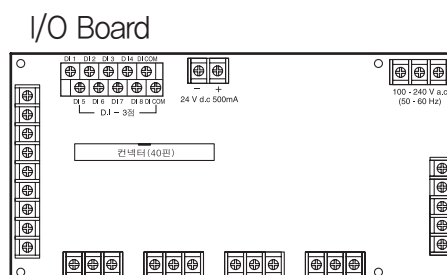 I/O Board
DI 1 DI 2 DI 3 DI 4 DI COM
DI 5 DI 6 DI 7 DI 8 DI COM
D.I - 3점
- +
24 V d.c 500mA
100 - 240 V a.c
(50 - 60 Hz)
컨넥터(40핀)